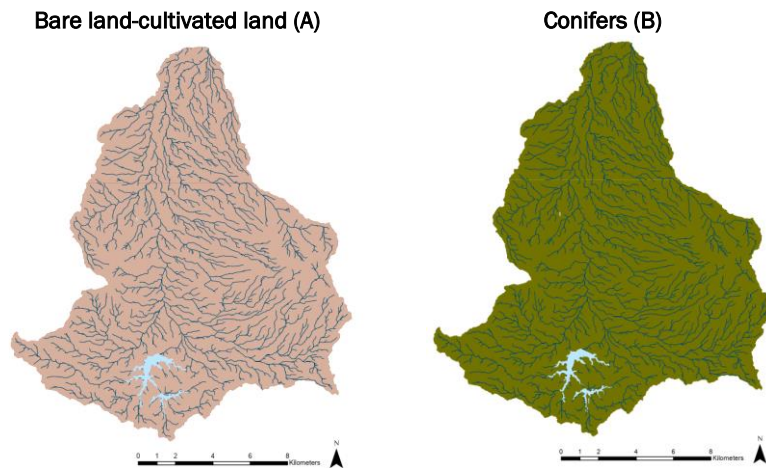 Bare land-cultivated land (A)
Conifers (B)
N
0 1 2 4 6 8
Kilometers
N
0 1 2 4 6 8
Kilometers